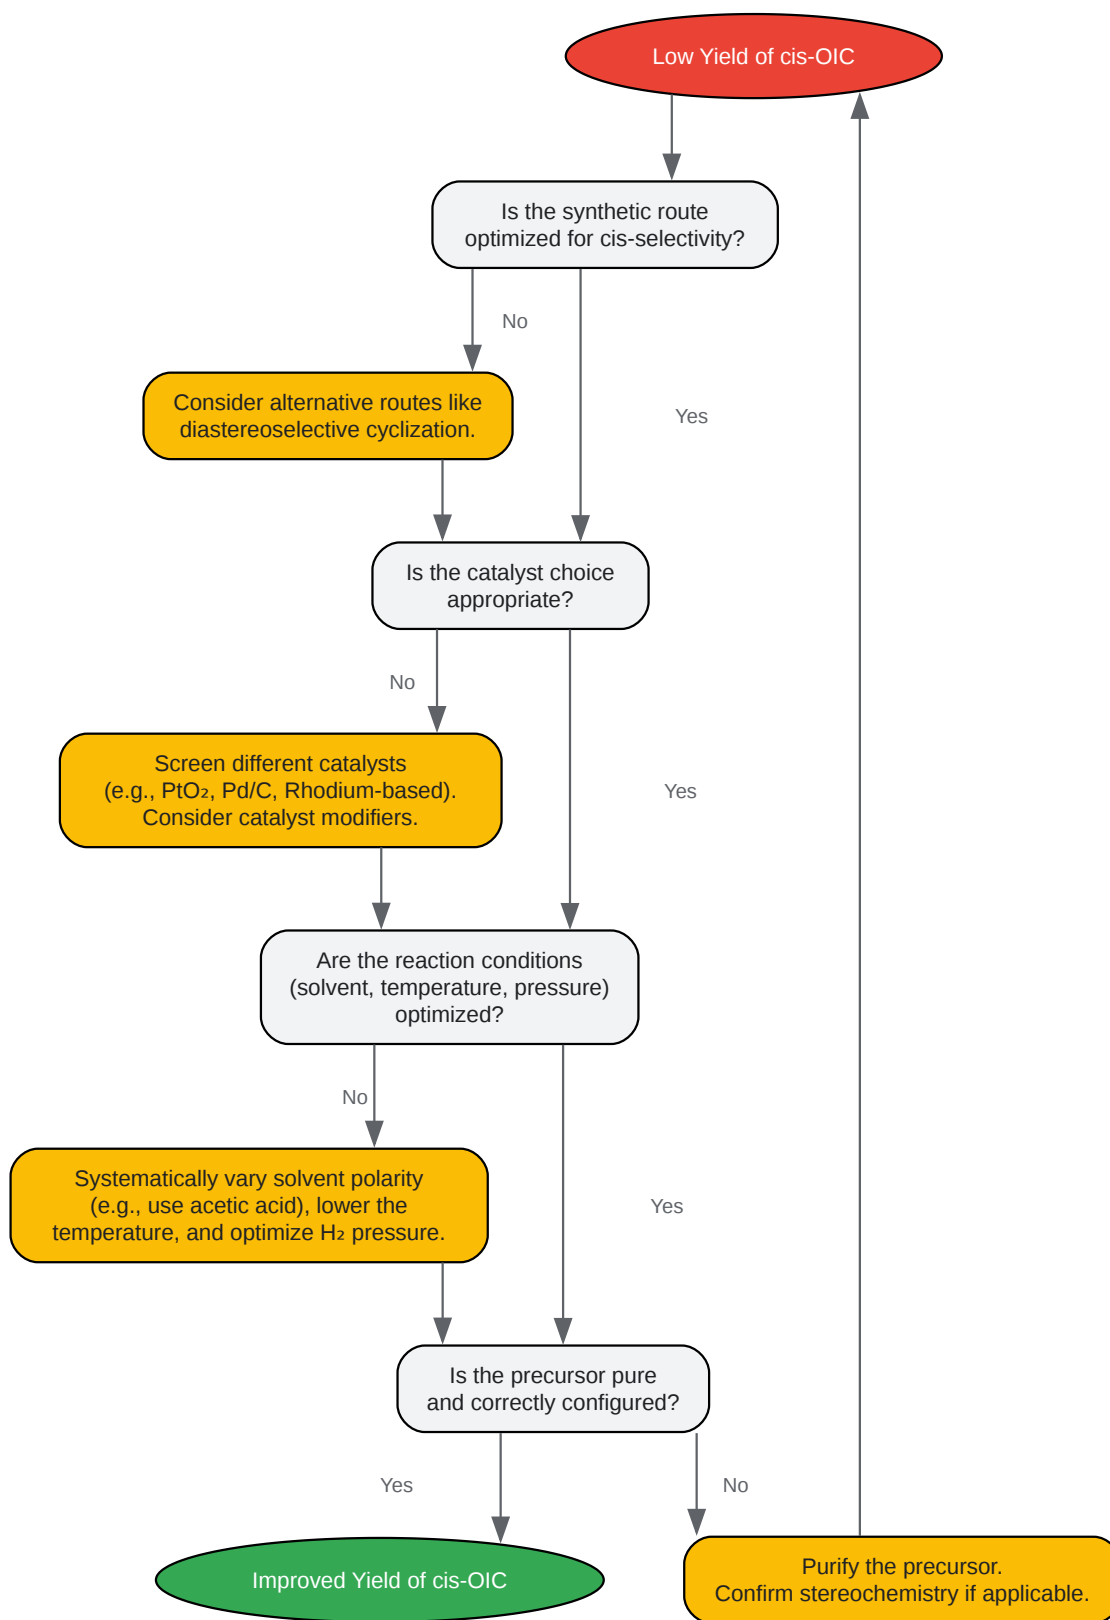 Low Yield of cis-OIC
Is the synthetic route
optimized for cis-selectivity?
No
Consider alternative routes like
diastereoselective cyclization.
Yes
Is the catalyst choice
appropriate?
No
Screen different catalysts
(e.g., PtO₂, Pd/C, Rhodium-based).
Consider catalyst modifiers.
Yes
Are the reaction conditions
(solvent, temperature, pressure)
optimized?
No
Systematically vary solvent polarity
(e.g., use acetic acid), lower the
temperature, and optimize H₂ pressure.
Yes
Is the precursor pure
and correctly configured?
Yes
No
Improved Yield of cis-OIC
Purify the precursor.
Confirm stereochemistry if applicable.